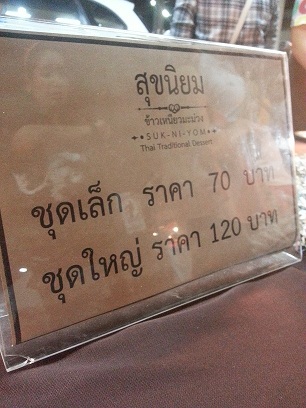 สุขนิยม
ข้าวเหนียวมะม่วง
SUK-NI-YOM
Thai Traditional Dessert
ชุดเล็ก ราคา 70 บาท
ชุดใหญ่ ราคา 120 บาท